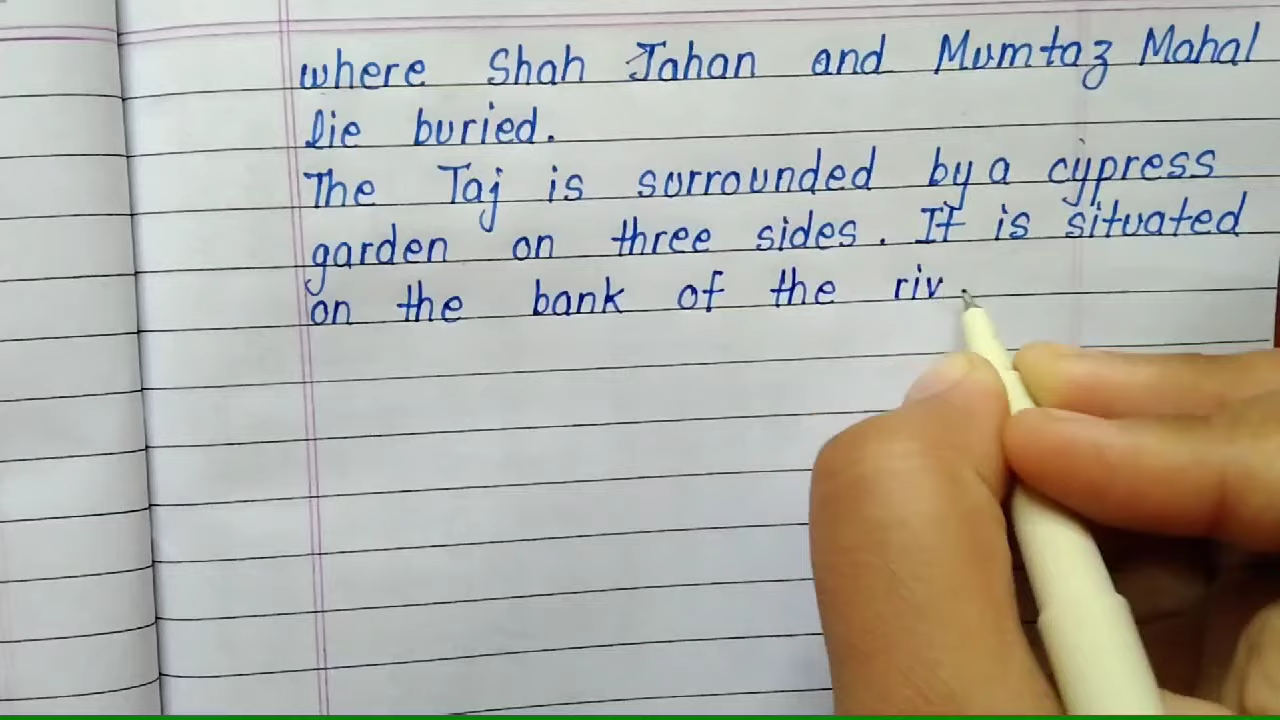 where Shah Jahan and Mumtaz Mahal
lie buried.
The Taj is surrounded by a cypress
garden on three sides. It is situated
on the bank of the riv